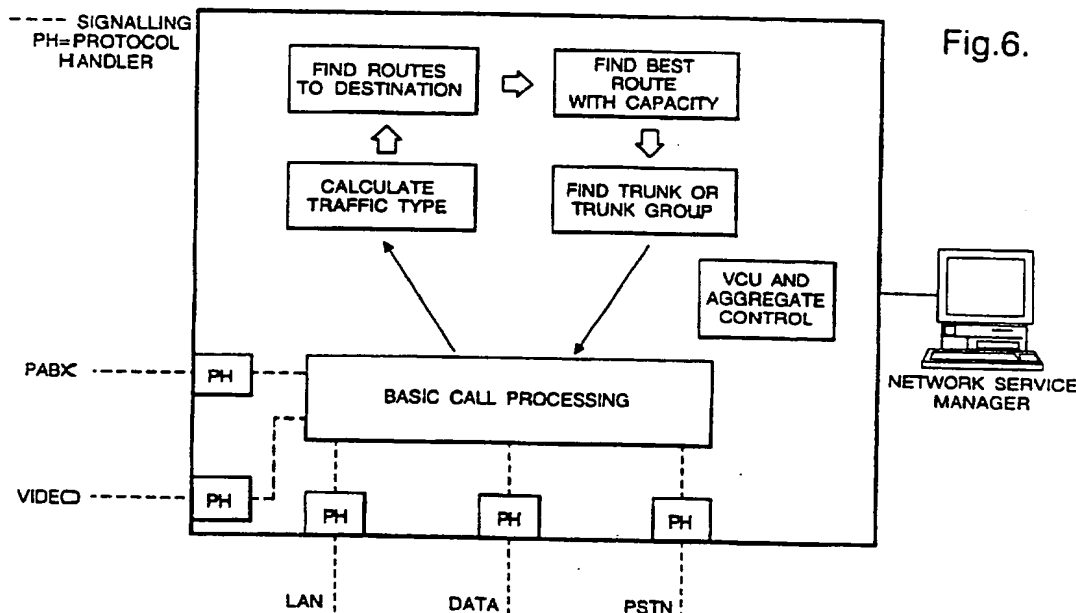 ---- SIGNALLING
PH=PROTOCOL
HANDLER
Fig.6.
FIND ROUTES
TO DESTINATION
FIND BEST
ROUTE
WITH CAPACITY
CALCULATE
TRAFFIC TYPE
FIND TRUNK OR
TRUNK GROUP
VCU AND
AGGREGATE
CONTROL
NETWORK SERVICE
MANAGER
PABX
PH
BASIC CALL PROCESSING
VIDEO
PH
PH
PH
PH
LAN
DATA
PSTN